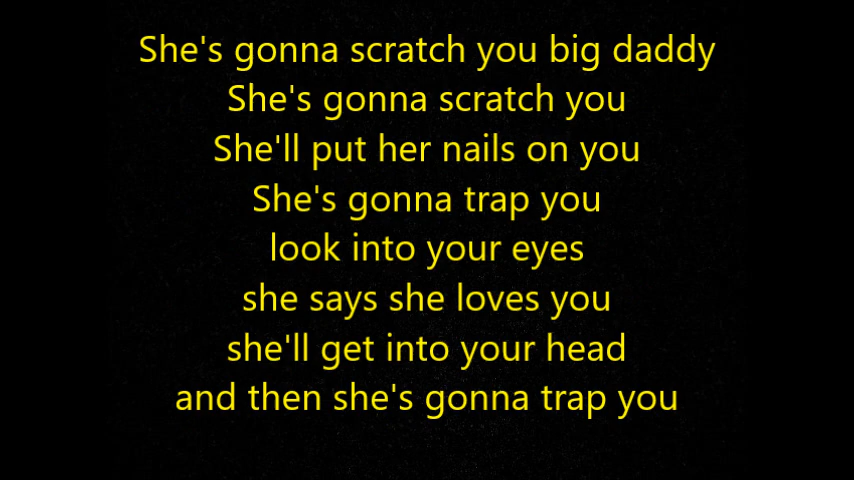 She's gonna scratch you big daddy
She's gonna scratch you
She'll put her nails on you
She's gonna trap you
look into your eyes
she says she loves you
she'll get into your head
and then she's gonna trap you